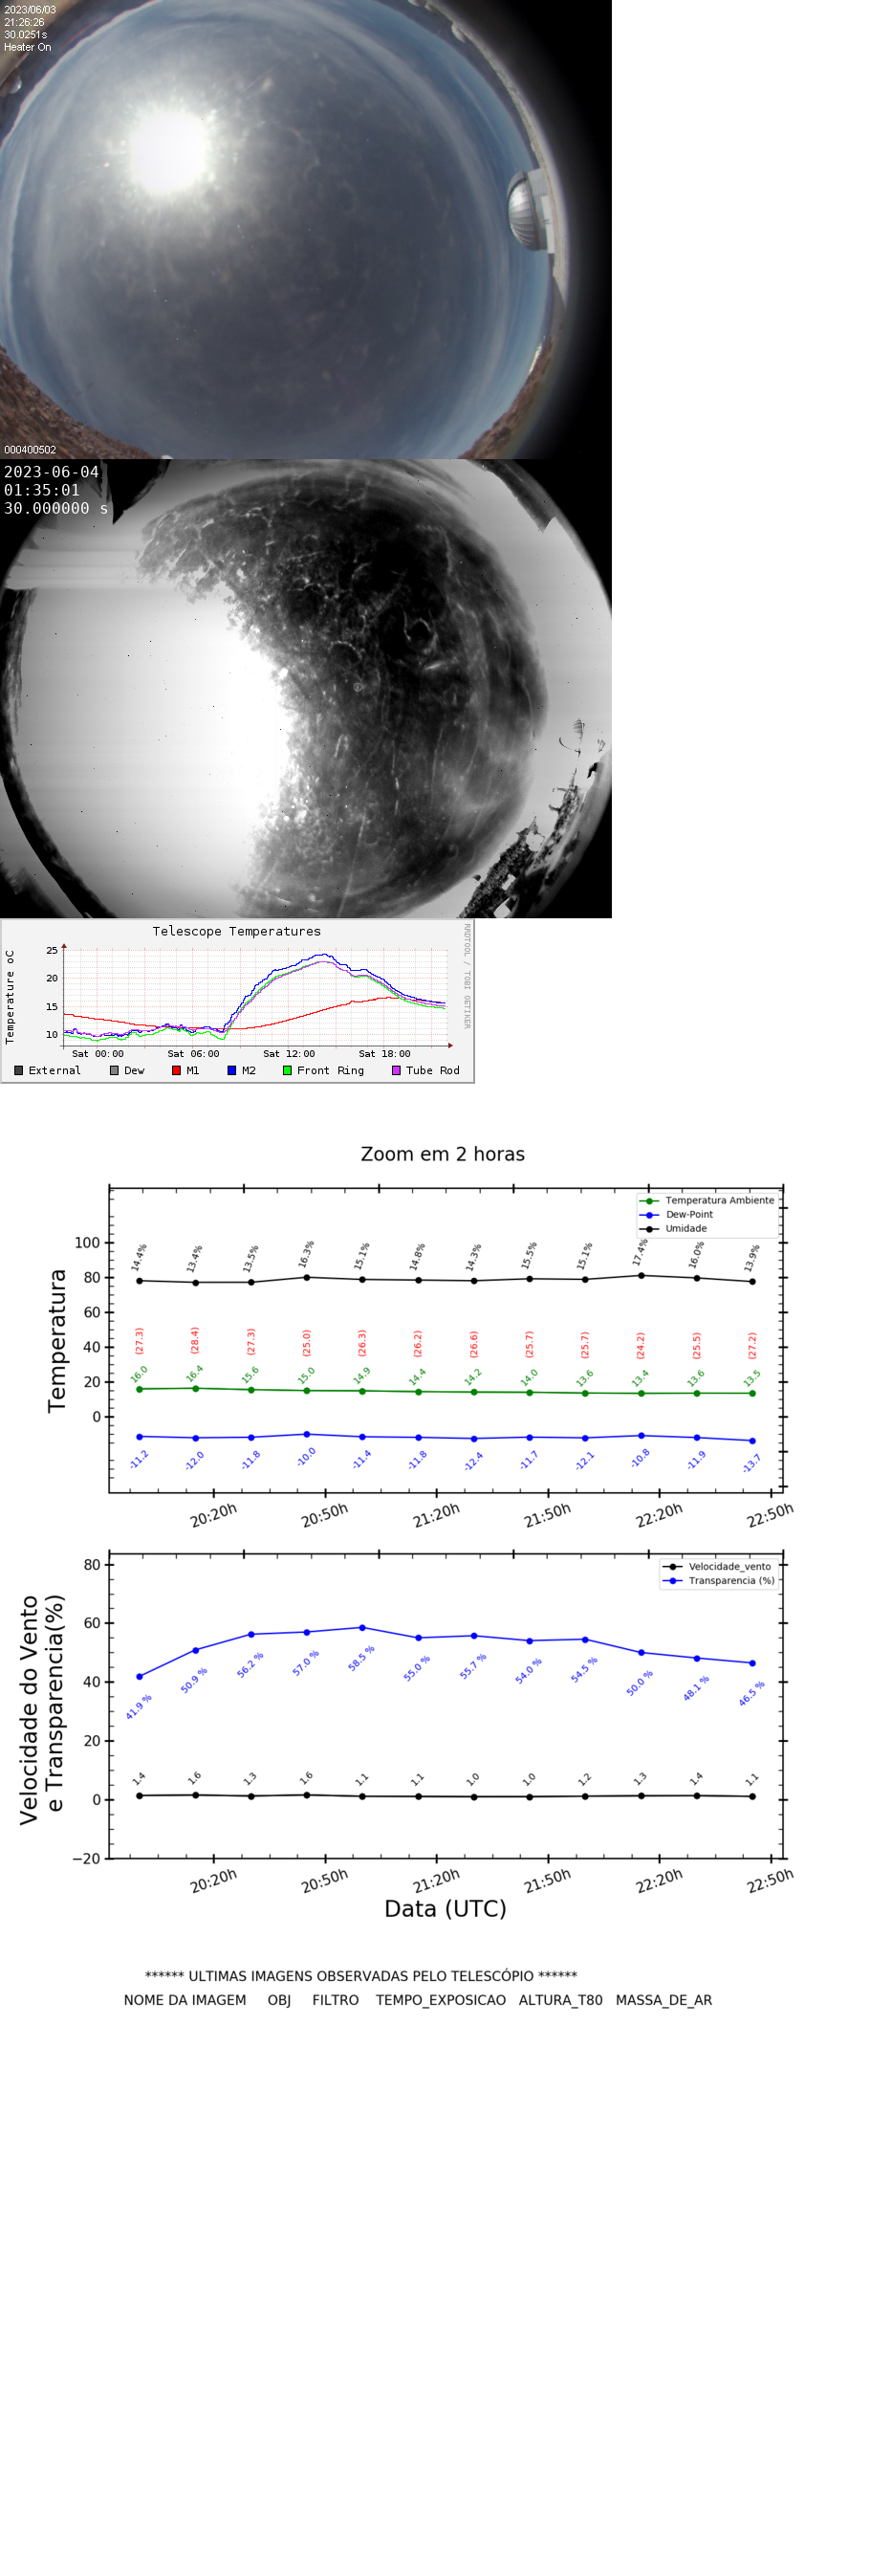 2023/06/03
21:26:26
30.0251s
Heater On
000400502
2023-06-04
01:35:01
30.000000 s
Telescope Temperatures
RRDTOOL / TOBI OETIKER
Temperature oC
25
20
15
10
Sat 00:00 Sat 06:00 Sat 12:00 Sat 18:00
External Dew M1 M2 Front Ring Tube Rod
Zoom em 2 horas
Temperatura Ambiente
Dew-Point
Umidade
Temperatura
100
80
60
40
20
0
14.4% 13.4% 13.5% 16.3% 15.1% 14.8% 14.3% 15.5% 15.1% 17.4% 16.0% 13.9%
(27.3) (28.4) (27.3) (25.0) (26.3) (26.2) (26.6) (25.7) (25.7) (24.2) (25.5) (27.2)
16.0 16.4 15.6 15.0 14.9 14.4 14.2 14.0 13.6 13.4 13.6 13.5
-11.2 -12.0 -11.8 -10.0 -11.4 -11.8 -12.4 -11.7 -12.1 -10.8 -11.9 -13.7
20:20h 20:50h 21:20h 21:50h 22:20h 22:50h
Velocidade_vento
Transparencia (%)
Velocidade do Vento
e Transparencia(%)
80
60
40
20
0
−20
41.9 % 50.9 % 56.2 % 57.0 % 58.5 % 55.0 % 55.7 % 54.0 % 54.5 % 50.0 % 48.1 % 46.5 %
1.4 1.6 1.3 1.6 1.1 1.1 1.0 1.0 1.2 1.3 1.4 1.1
20:20h 20:50h 21:20h 21:50h 22:20h 22:50h
Data (UTC)
****** ULTIMAS IMAGENS OBSERVADAS PELO TELESCÓPIO ******
NOME DA IMAGEM OBJ FILTRO TEMPO_EXPOSICAO ALTURA_T80 MASSA_DE_AR